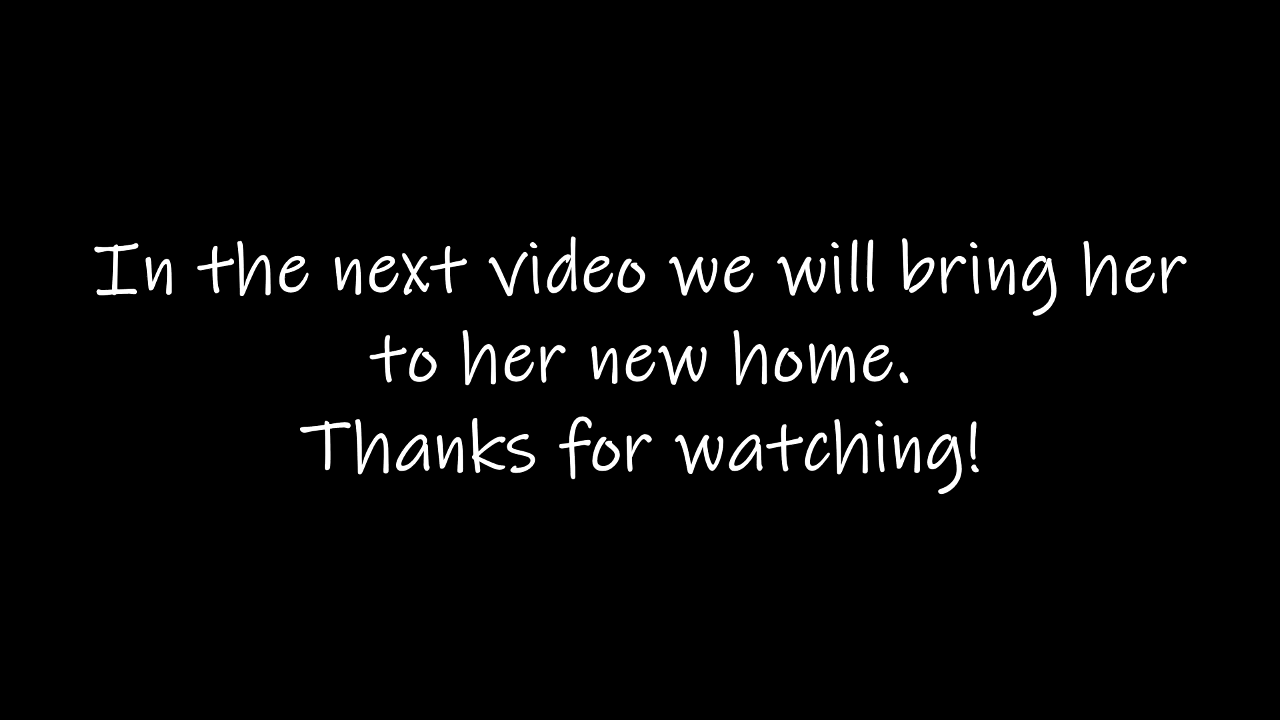 In the next video we will bring her
to her new home.
Thanks for watching!